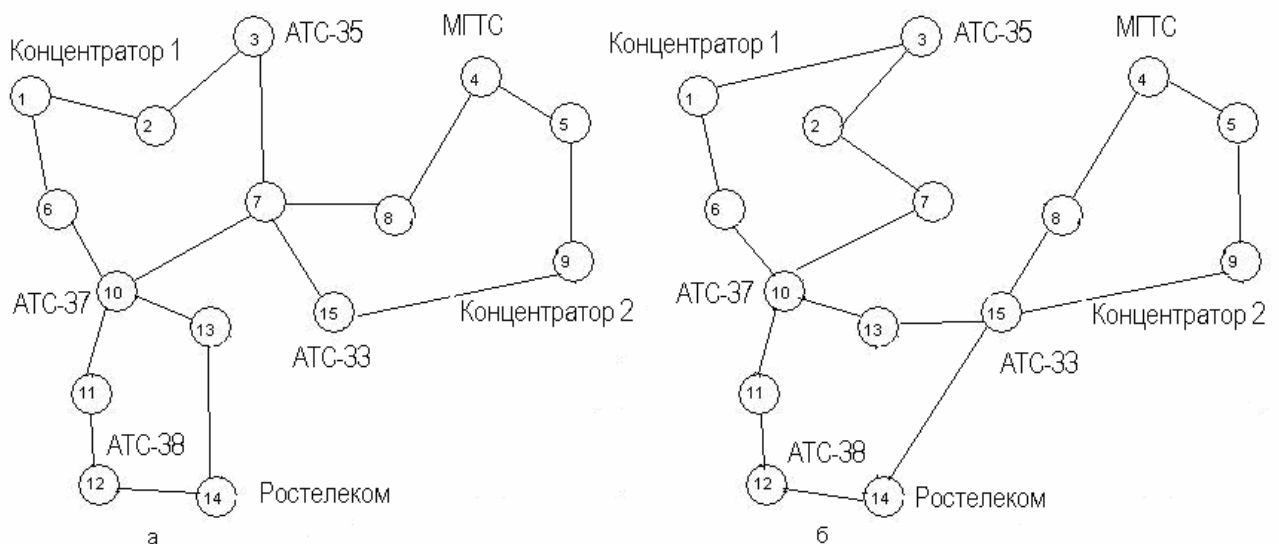 3
АТС-35
МГТС
Концентратор 1
4
1
2
5
6
7
8
9
АТС-37
10
15
Концентратор 2
13
АТС-33
11
АТС-38
12
14
Ростелеком
а
3
АТС-35
МГТС
Концентратор 1
4
1
2
5
6
7
8
9
АТС-37
10
15
Концентратор 2
13
АТС-33
11
АТС-38
12
14
Ростелеком
б